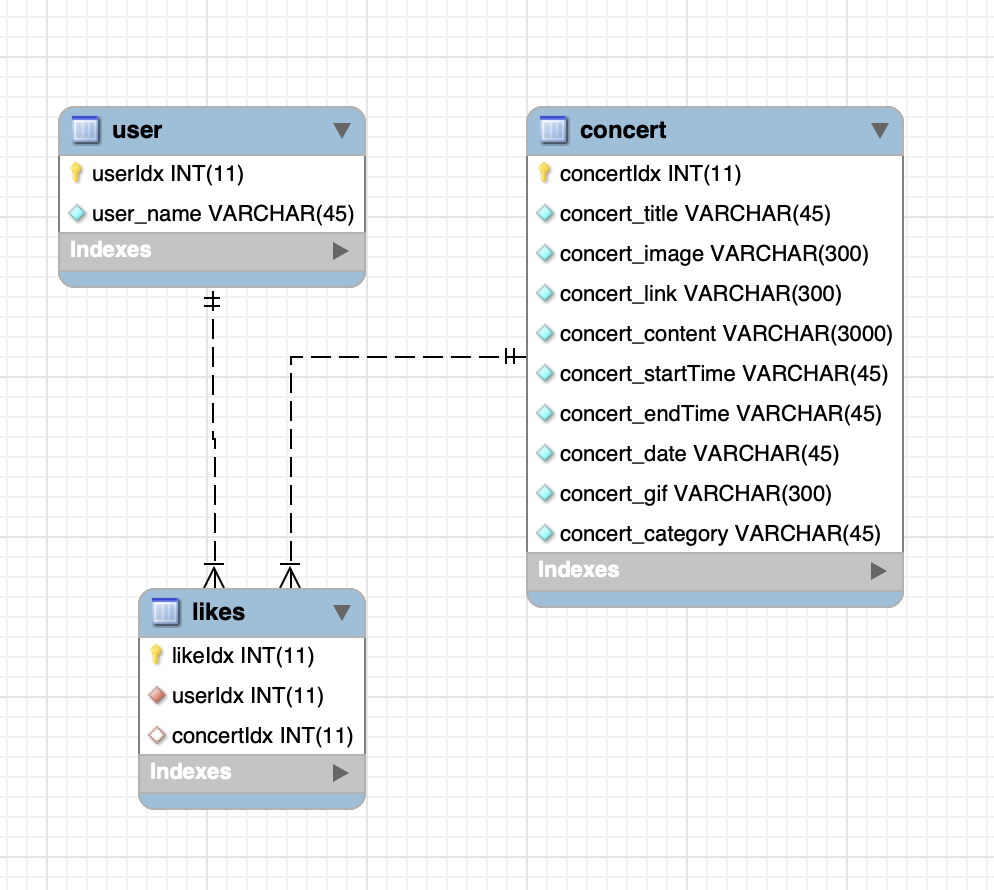 user
userIdx INT(11)
user_name VARCHAR(45)
Indexes
concert
concertIdx INT(11)
concert_title VARCHAR(45)
concert_image VARCHAR(300)
concert_link VARCHAR(300)
concert_content VARCHAR(3000)
concert_startTime VARCHAR(45)
concert_endTime VARCHAR(45)
concert_date VARCHAR(45)
concert_gif VARCHAR(300)
concert_category VARCHAR(45)
Indexes
likes
likeIdx INT(11)
userIdx INT(11)
concertIdx INT(11)
Indexes